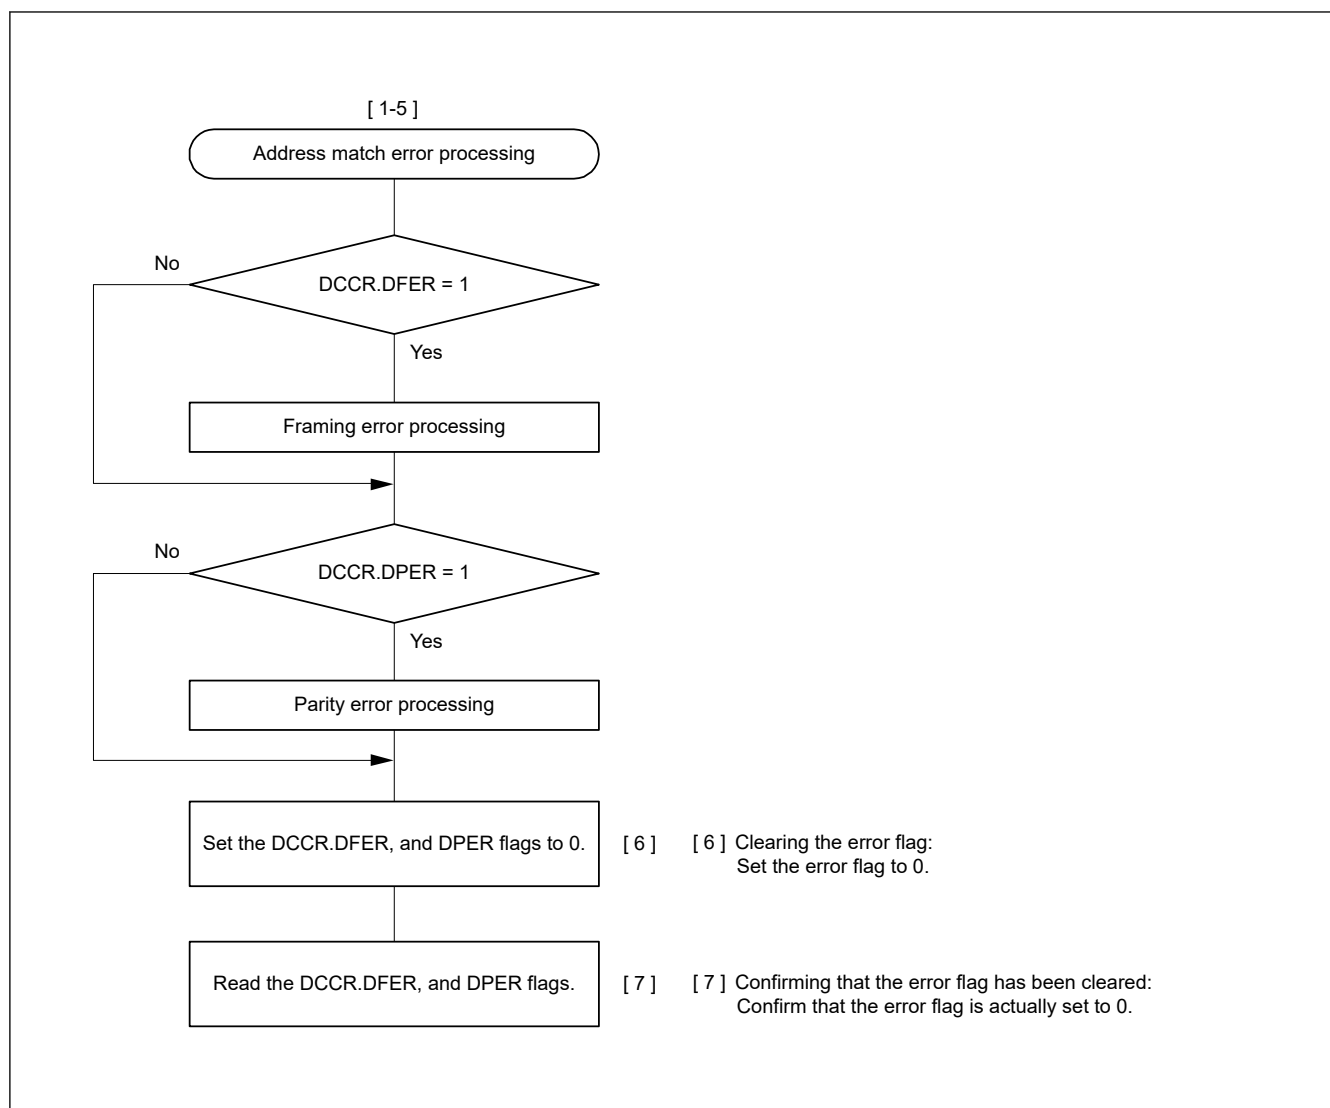 [ 1-5 ]
Address match error processing
No
DCCR.DFER = 1
Yes
Framing error processing
No
DCCR.DPER = 1
Yes
Parity error processing
Set the DCCR.DFER, and DPER flags to 0.
[ 6 ]
[ 6 ] Clearing the error flag:
Set the error flag to 0.
Read the DCCR.DFER, and DPER flags.
[ 7 ]
[ 7 ] Confirming that the error flag has been cleared:
Confirm that the error flag is actually set to 0.